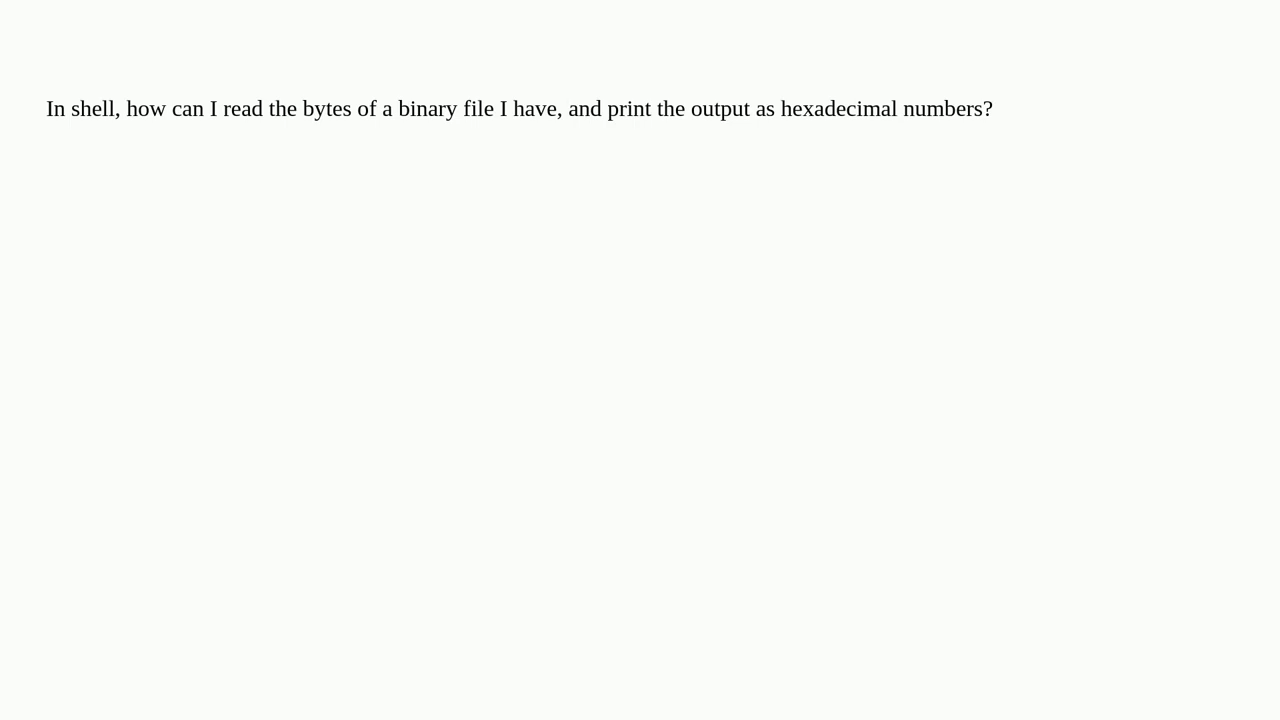 In shell, how can I read the bytes of a binary file I have, and print the output as hexadecimal numbers?